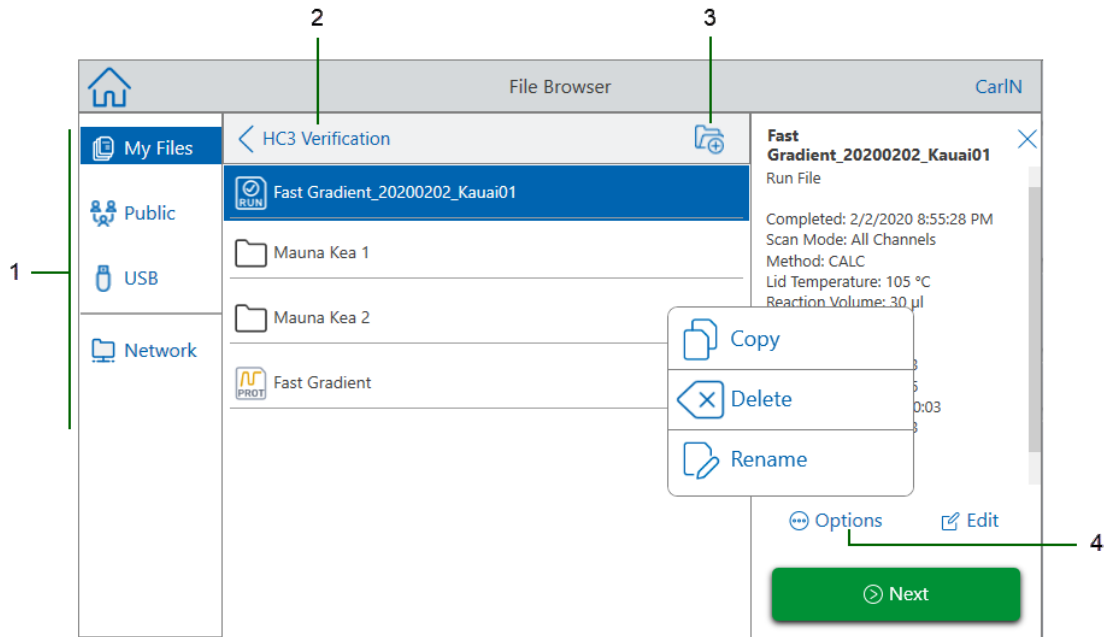 2
3
File Browser
CarlN
1
My Files
Public
USB
Network
HC3 Verification
RUN
Fast Gradient_20200202_Kauai01
Mauna Kea 1
Mauna Kea 2
PROT
Fast Gradient
Fast
Gradient_20200202_Kauai01
Run File
Completed: 2/2/2020 8:55:28 PM
Scan Mode: All Channels
Method: CALC
Lid Temperature: 105 °C
Reaction Volume: 30 µl
0:03
Copy
Delete
Rename
Options
Edit
4
Next